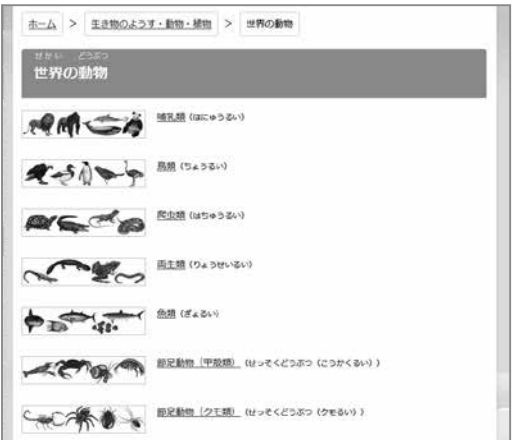 ホーム > 生き物のようす・動物・植物 > 世界の動物
せかい どうぶつ
世界の動物
哺乳類 (ほにゅうるい)
鳥類 (ちょうるい)
爬虫類 (はちゅうるい)
両生類 (りょうせいるい)
魚類 (ぎょるい)
節足動物（甲殻類） (せっそくどうぶつ（こうかくるい）)
節足動物（クモ類） (せっそくどうぶつ（クモるい）)